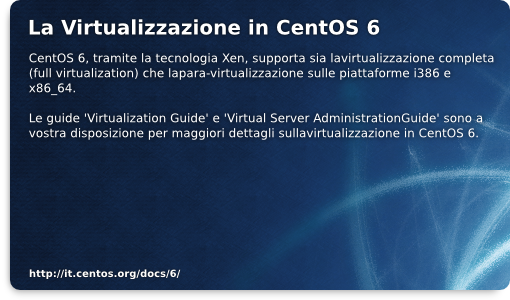 La Virtualizzazione in CentOS 6
CentOS 6, tramite la tecnologia Xen, supporta sia lavirtualizzazione completa
(full virtualization) che lapara-virtualizzazione sulle piattaforme i386 e
x86_64.
Le guide 'Virtualization Guide' e 'Virtual Server AdministrationGuide' sono a
vostra disposizione per maggiori dettagli sullavirtualizzazione in CentOS 6.
http://it.centos.org/docs/6/